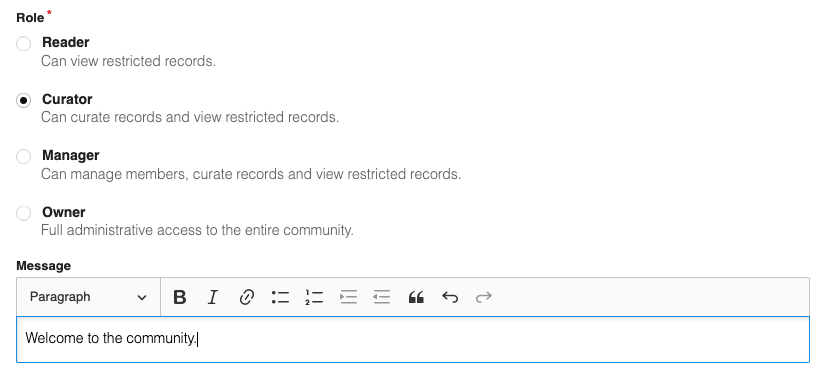 Role *
Reader
Can view restricted records.
Curator
Can curate records and view restricted records.
Manager
Can manage members, curate records and view restricted records.
Owner
Full administrative access to the entire community.
Message
Paragraph B I
Welcome to the community.